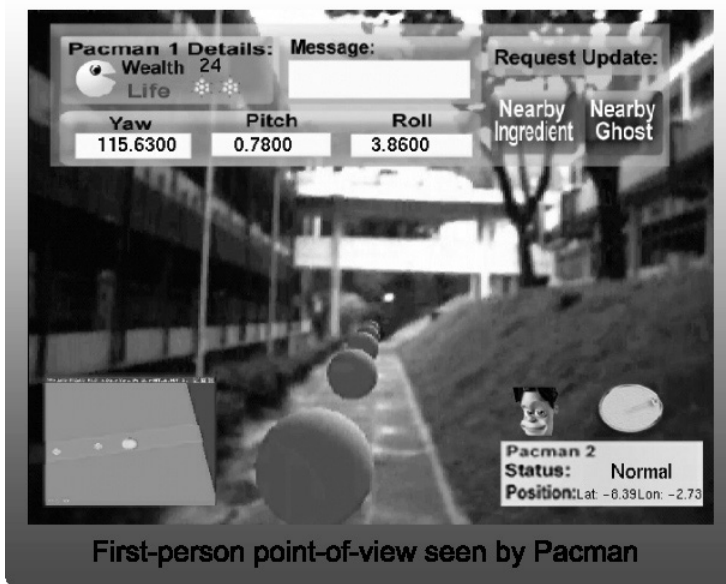 Pacman 1 Details:
Wealth 24
Life
Message:
Request Update:
Nearby Ingredient
Nearby Ghost
Yaw
115.6300
Pitch
0.7800
Roll
3.8600
Pacman 2
Status: Normal
Position:Lat: -8.39Lon: -2.73
First-person point-of-view seen by Pacman